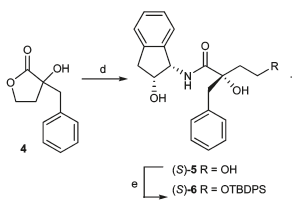 O
OH
O
4
d
O
N
H
OH
OH
R
(S)-5 R = OH
e
(S)-6 R = OTBDPS